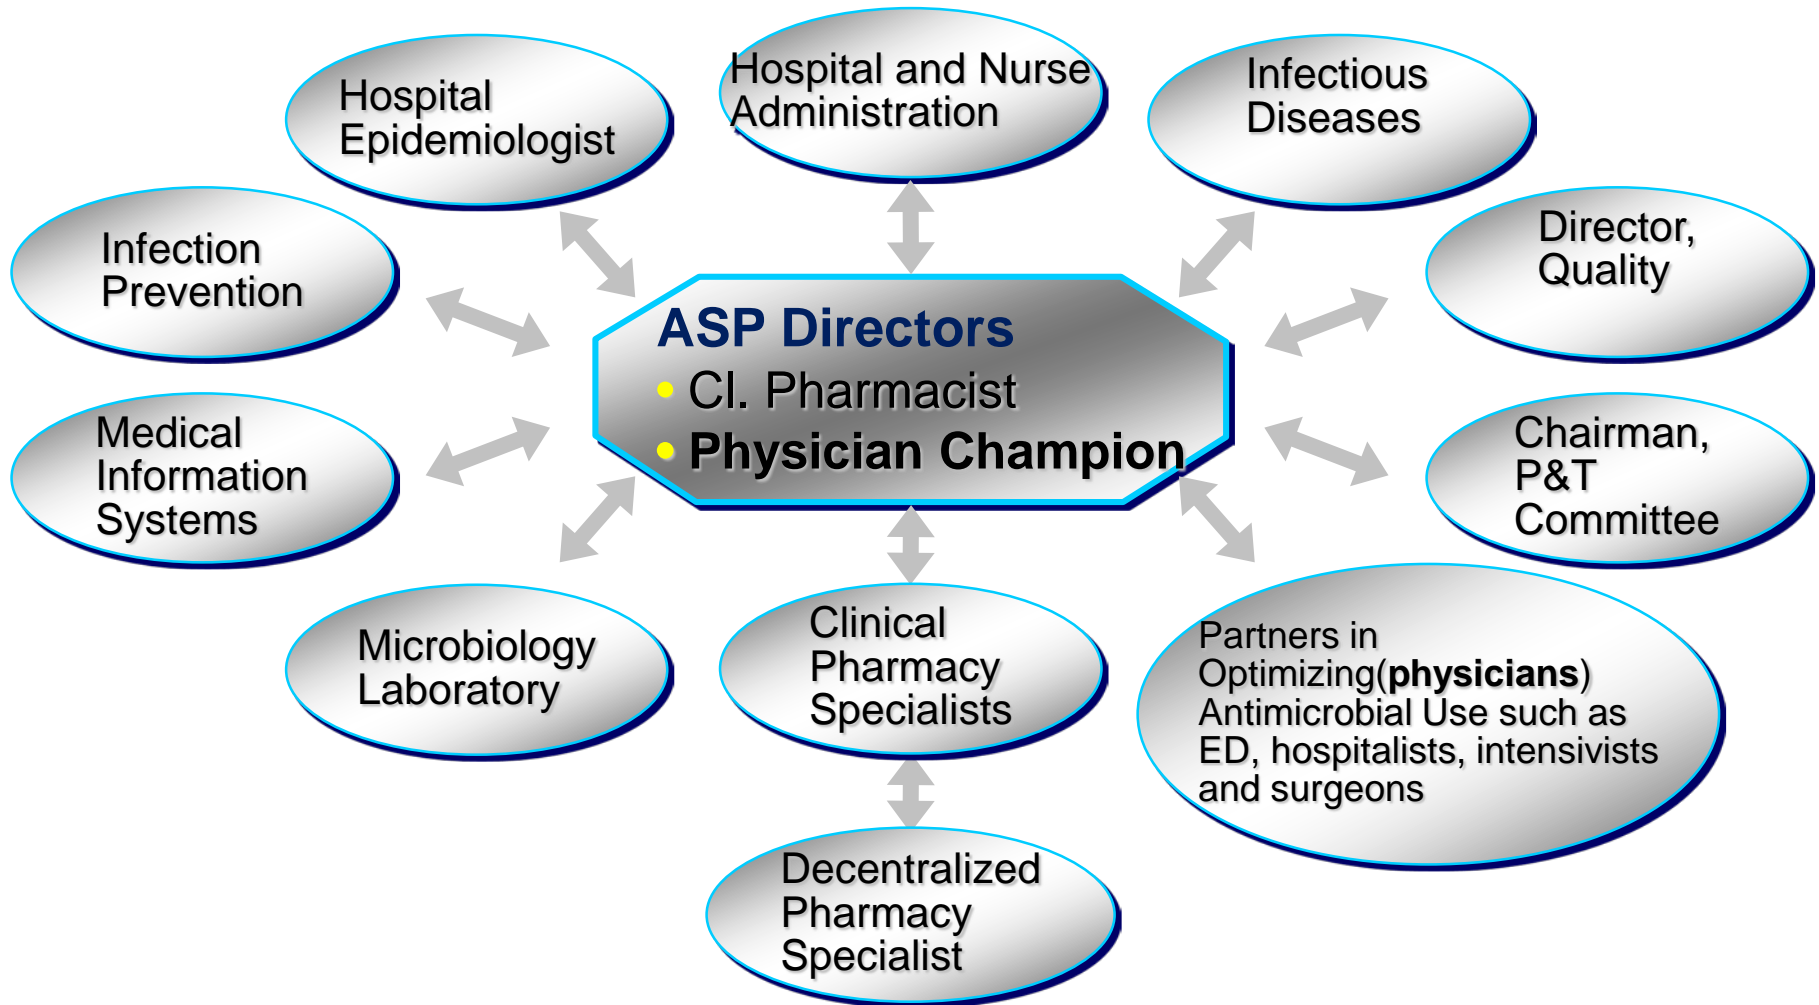 Hospital and Nurse
Administration
Hospital
Epidemiologist
Infectious
Diseases
Infection
Prevention
Director,
Quality
ASP Directors
• Cl. Pharmacist
• Physician Champion
Medical
Information
Systems
Chairman,
P&T
Committee
Microbiology
Laboratory
Clinical
Pharmacy
Specialists
Partners in
Optimizing(physicians)
Antimicrobial Use such as
ED, hospitalists, intensivists
and surgeons
Decentralized
Pharmacy
Specialist